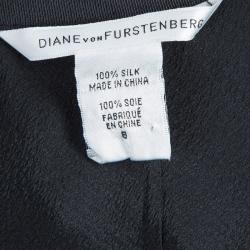 DIANE VON FURSTENBERG
100% SILK
MADE IN CHINA
100% SOIE
FABRIQUÉ
EN CHINE
8